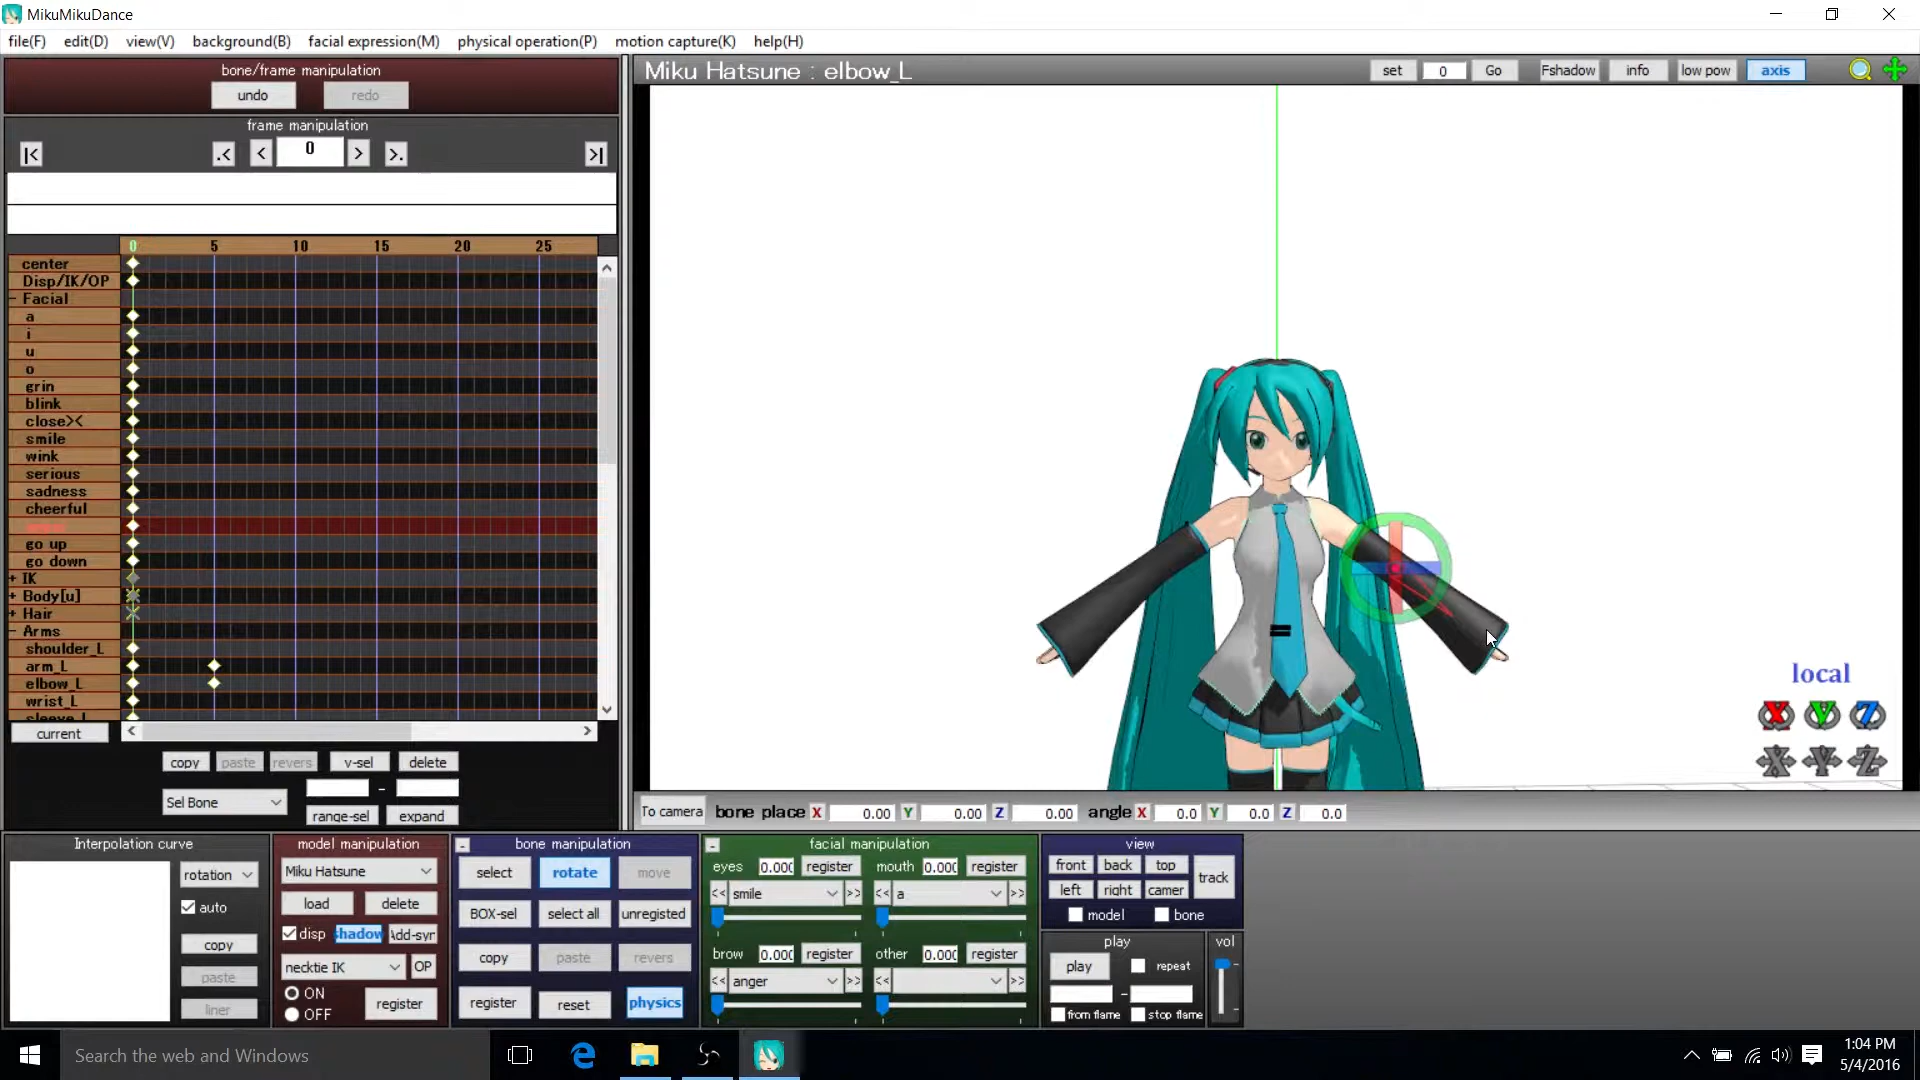 MikuMikuDance
file(F) edit(D) view(V) background(B) facial expression(M) physical operation(P) motion capture(K) help(H)
bone/frame manipulation
undo redo
frame manipulation
|< .< < 0 > >. >|
0 5 10 15 20 25
center
Disp/IK/OP
- Facial
a
i
u
o
grin
blink
close><
smile
wink
serious
sadness
cheerful
go up
go down
+ IK
+ Body[u]
+ Hair
- Arms
shoulder_L
arm_L
elbow_L
wrist_L
sleeve_L
current
copy paste revers v-sel delete
Sel Bone
-
range-sel expand
Miku Hatsune : elbow_L
set 0 Go Fshadow info low pow axis
local
X Y Z
X Y Z
To camera bone place X 0.00 Y 0.00 Z 0.00 angle X 0.0 Y 0.0 Z 0.0
Interpolation curve
rotation
auto
copy
paste
liner
model manipulation
Miku Hatsune
load delete
disp shadow Add-syn
necktie IK OP
ON
OFF
register
- bone manipulation
select rotate move
BOX-sel select all unregisted
copy paste revers
register reset physics
- facial manipulation
eyes 0.000 register mouth 0.000 register
<< smile >> << a >>
brow 0.000 register other 0.000 register
<< anger >> << >>
view
front back top
left right camer
track
model bone
play
play repeat
-
from flame stop flame
vol
Search the web and Windows
1:04 PM
5/4/2016